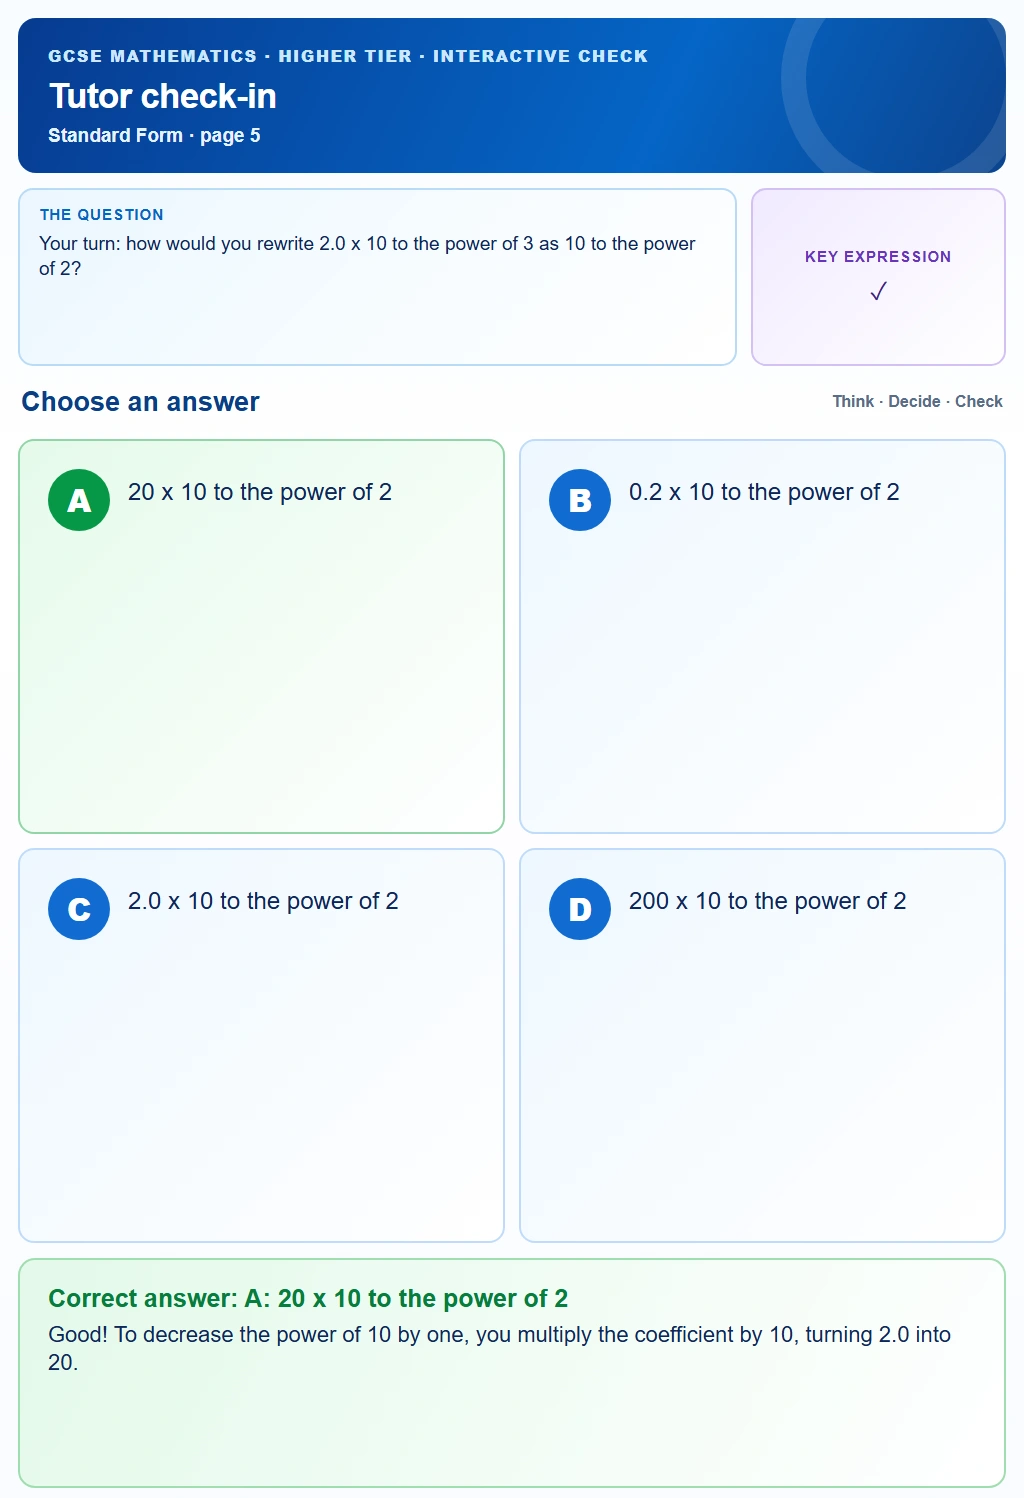 GCSE MATHEMATICS · HIGHER TIER · INTERACTIVE CHECK
Tutor check-in
Standard Form · page 5
THE QUESTION
Your turn: how would you rewrite 2.0 x 10 to the power of 3 as 10 to the power
of 2?
KEY EXPRESSION
✓
Choose an answer
Think · Decide · Check
A
20 x 10 to the power of 2
B
0.2 x 10 to the power of 2
C
2.0 x 10 to the power of 2
D
200 x 10 to the power of 2
Correct answer: A: 20 x 10 to the power of 2
Good! To decrease the power of 10 by one, you multiply the coefficient by 10, turning 2.0 into
20.